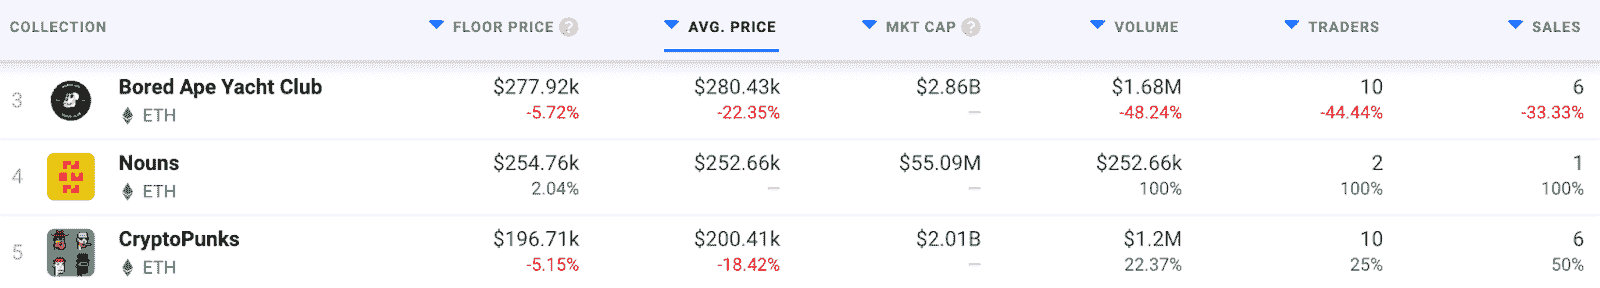 COLLECTION FLOOR PRICE ? AVG. PRICE MKT CAP ? VOLUME TRADERS SALES
3 Bored Ape Yacht Club $277.92k $280.43k $2.86B $1.68M 10 6
ETH -5.72% -22.35% — -48.24% -44.44% -33.33%
4 Nouns $254.76k $252.66k $55.09M $252.66k 2 1
ETH 2.04% — — 100% 100% 100%
5 CryptoPunks $196.71k $200.41k $2.01B $1.2M 10 6
ETH -5.15% -18.42% — 22.37% 25% 50%